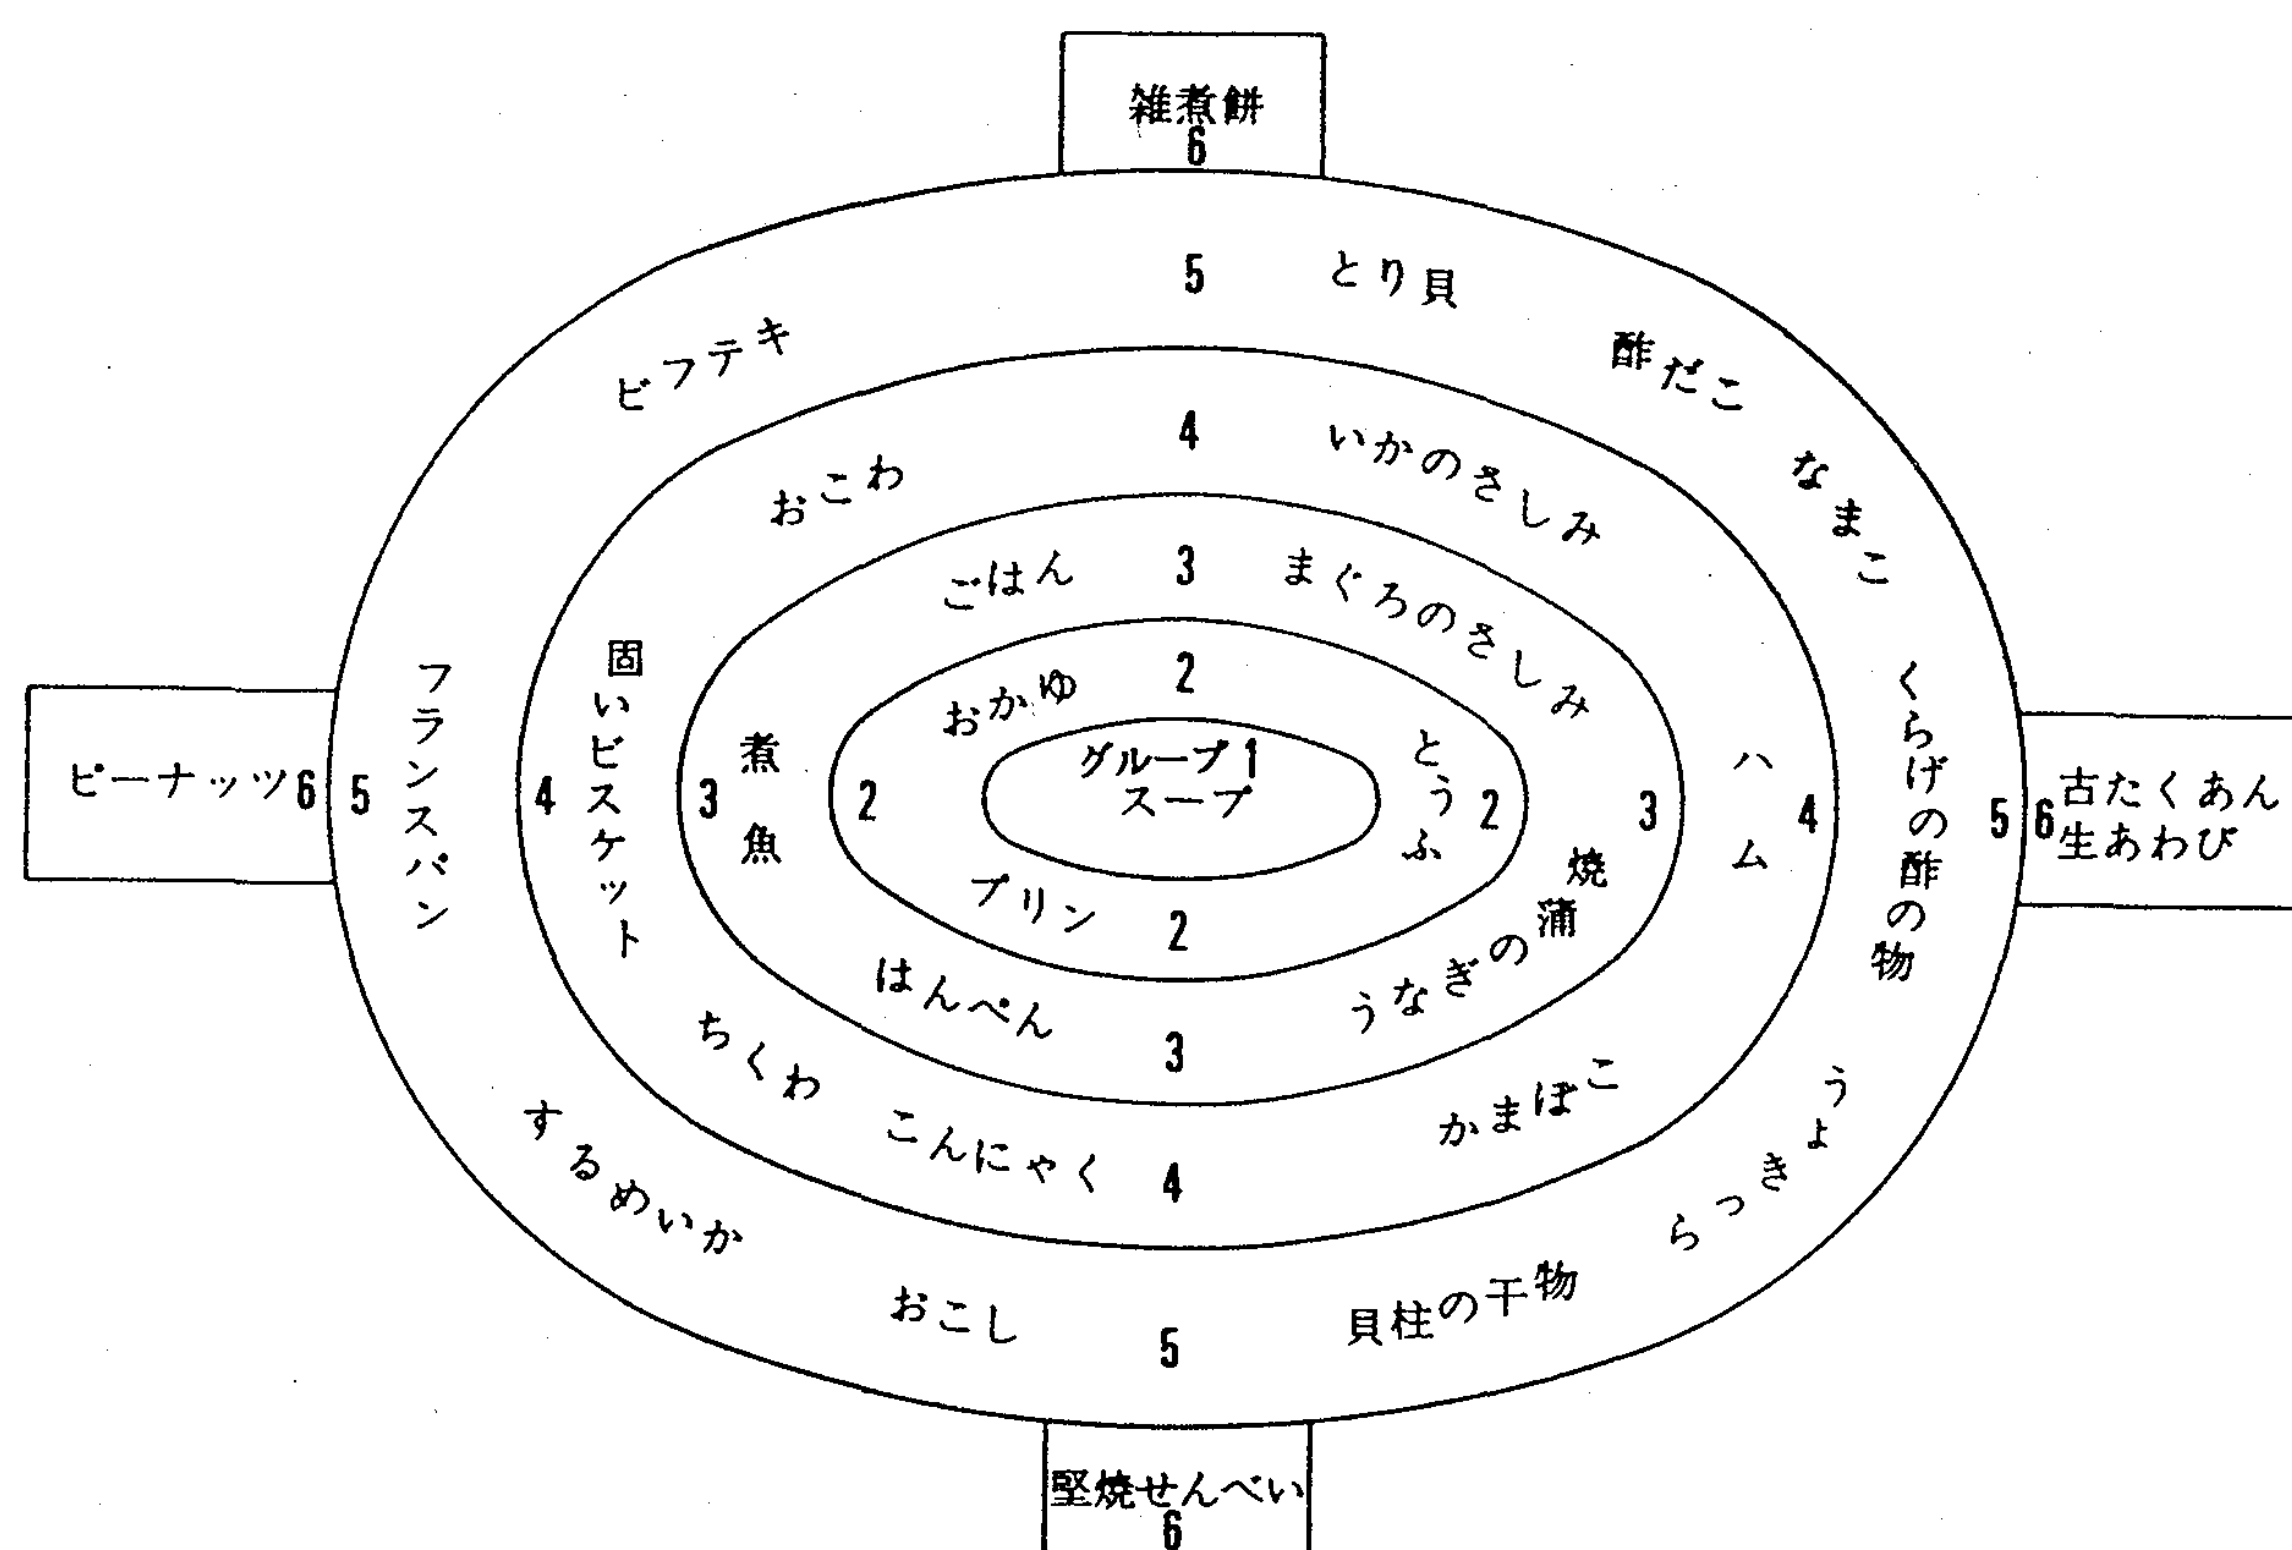 雑煮餅
6
5
とり貝
ビフテキ
酢だこ
なまこ
4
いかのさしみ
おこわ
3
ごはん
まぐろのさしみ
2
おかゆ
グループ1
スープ
とうふ
プリン
2
2
2
煮魚
3
3
焼
うなぎの蒲
はんぺん
3
固いビスケット
4
ハム
4
ちくわ
こんにゃく
4
かまぼこ
フランスパン
5
ピーナッツ6
くらげの酢の物
5
6
古たくあん
生あわび
するめいか
おこし
5
貝柱の干物
らっきょう
堅焼せんべい
6